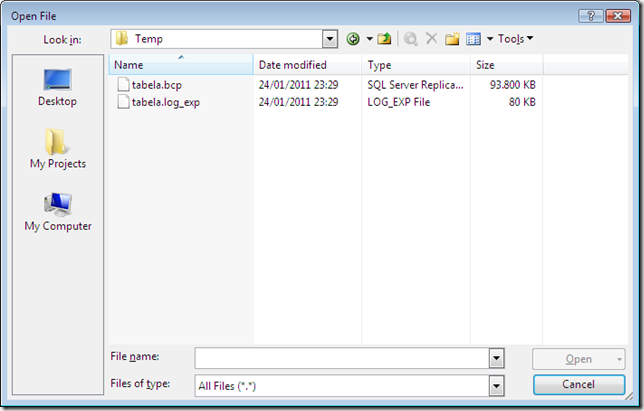 Open File
Look in: Temp Tools
Name Date modified Type Size
tabela.bcp 24/01/2011 23:29 SQL Server Replica... 93.800 KB
tabela.log_exp 24/01/2011 23:29 LOG_EXP File 80 KB
Desktop
My Projects
My Computer
File name: Open
Files of type: All Files (*.*) Cancel